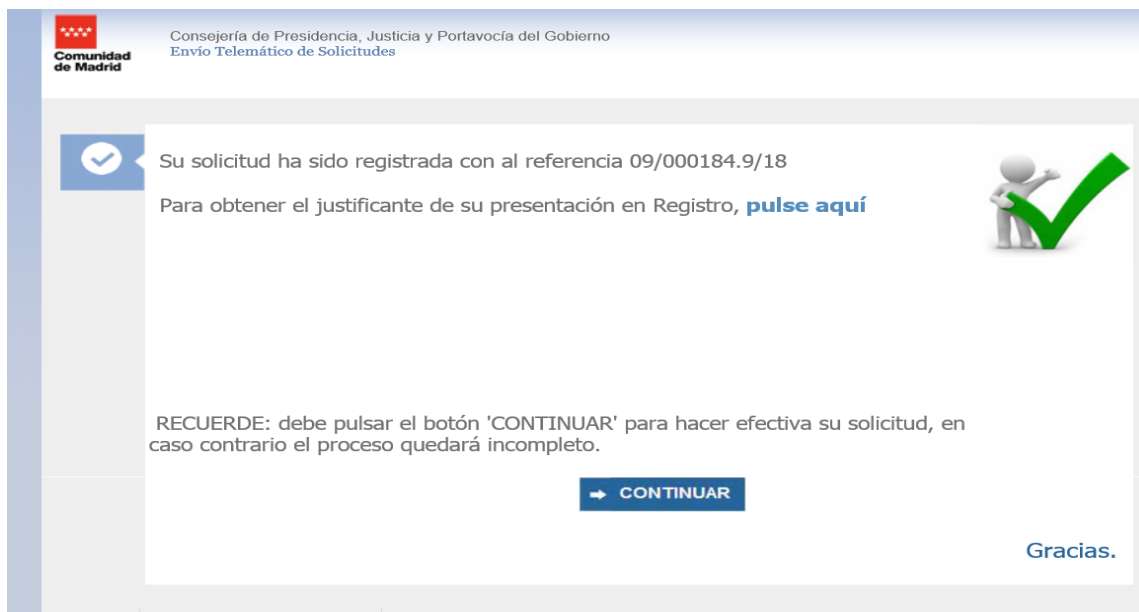 Comunidad
de Madrid
Consejería de Presidencia, Justicia y Portavocía del Gobierno
Envío Telemático de Solicitudes
Su solicitud ha sido registrada con al referencia 09/000184.9/18
Para obtener el justificante de su presentación en Registro, pulse aquí
RECUERDE: debe pulsar el botón 'CONTINUAR' para hacer efectiva su solicitud, en
caso contrario el proceso quedará incompleto.
CONTINUAR
Gracias.